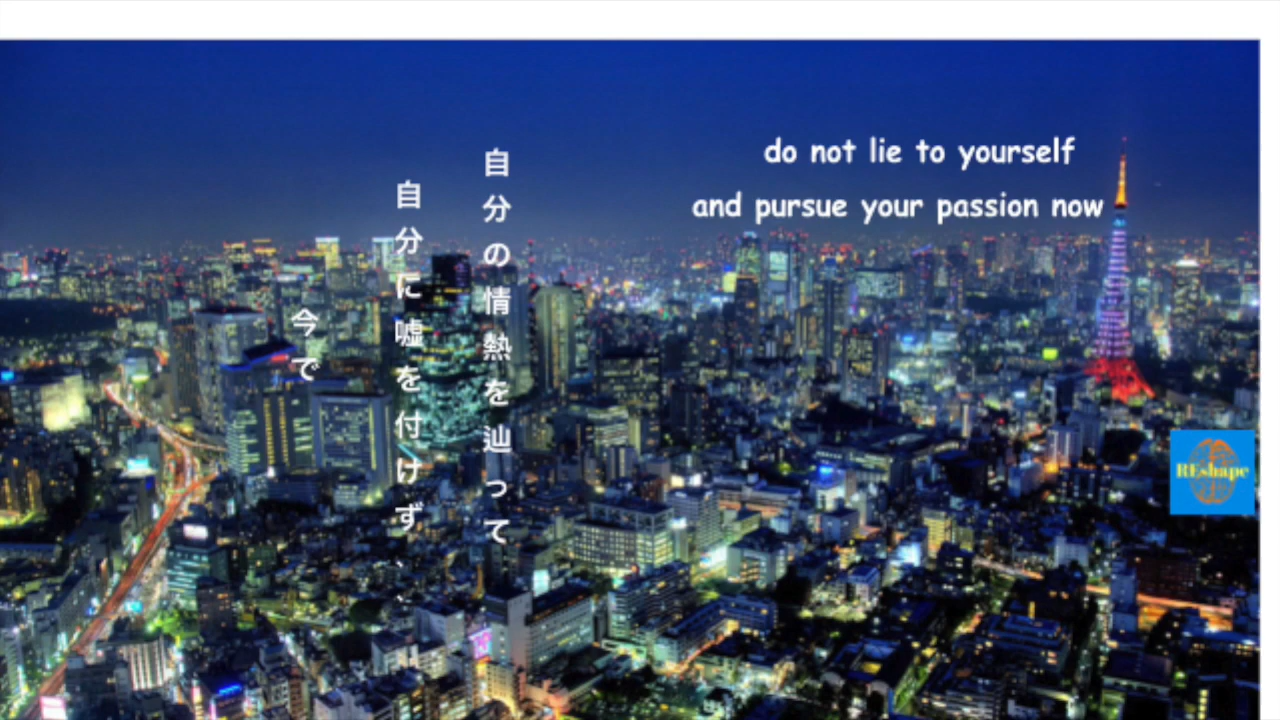 do not lie to yourself
and pursue your passion now
自分の情熱を辿って
自分に嘘を付けず
今で
REshape